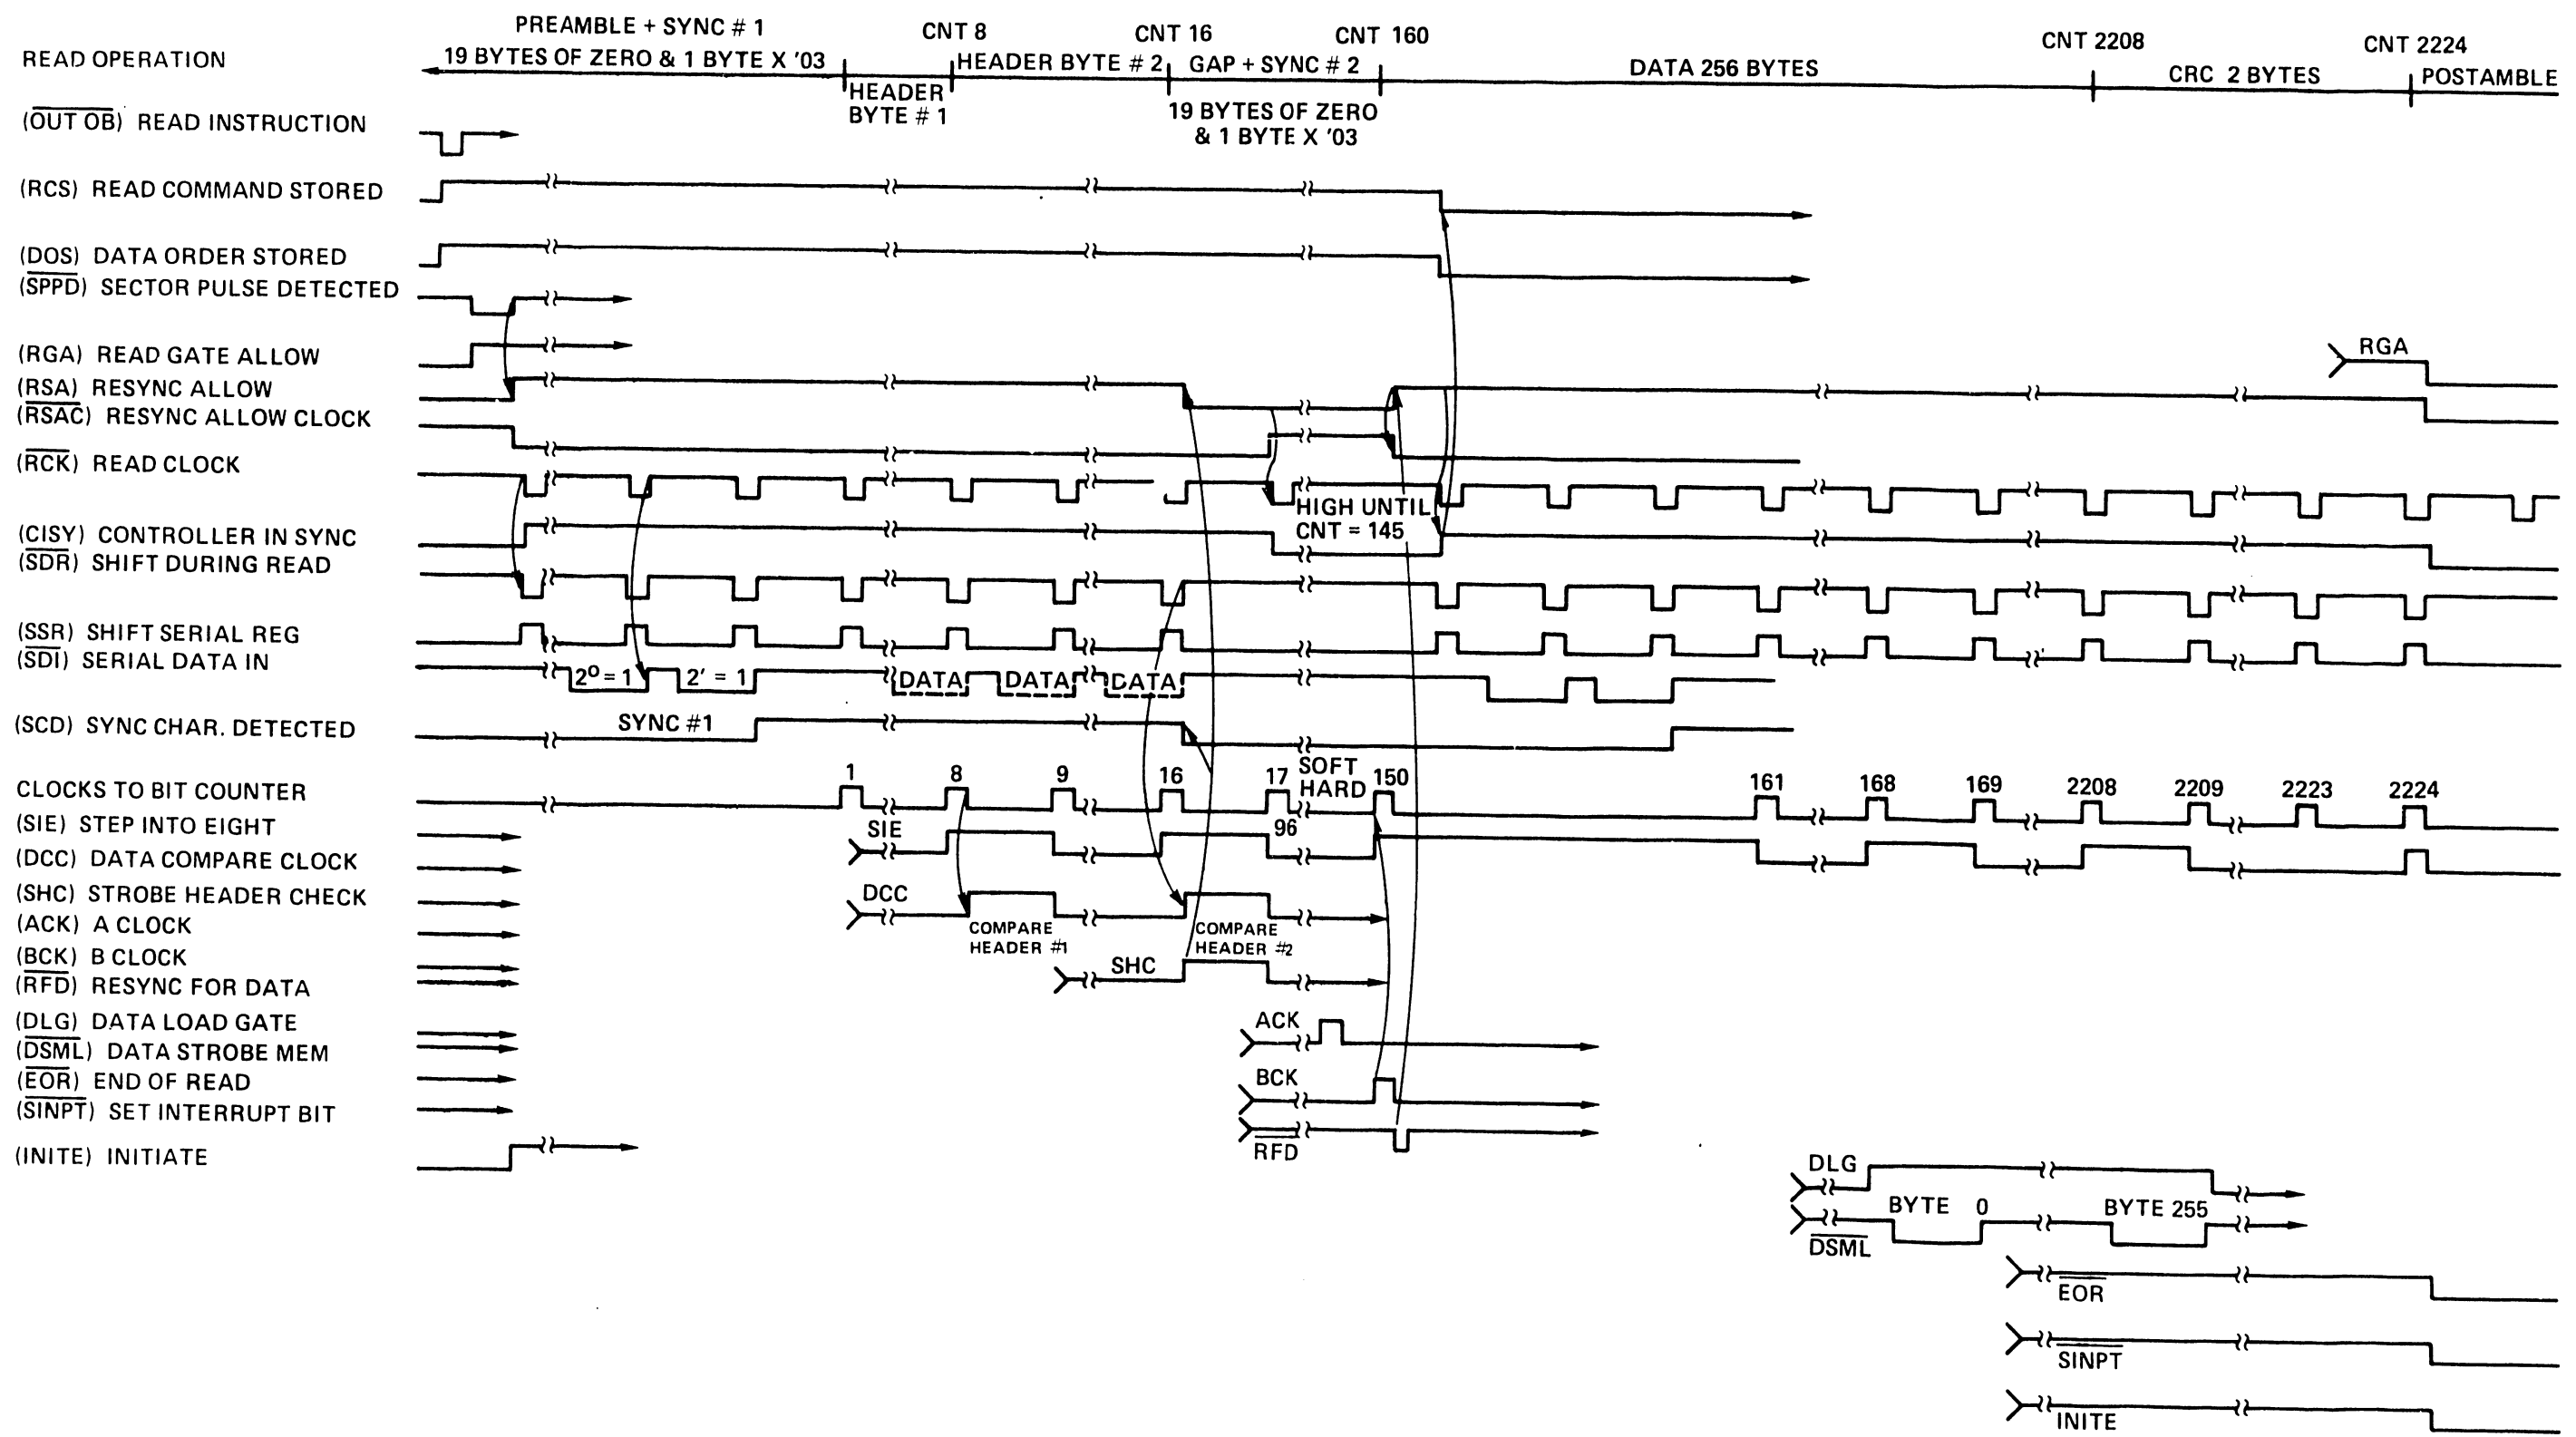 PREAMBLE + SYNC # 1
CNT 8
CNT 16
CNT 160
CNT 2208
CNT 2224
READ OPERATION
19 BYTES OF ZERO & 1 BYTE X '03
HEADER BYTE # 2
GAP + SYNC # 2
DATA 256 BYTES
CRC 2 BYTES
POSTAMBLE
HEADER
BYTE # 1
19 BYTES OF ZERO
& 1 BYTE X '03
(OUT OB) READ INSTRUCTION
(RCS) READ COMMAND STORED
(DOS) DATA ORDER STORED
(SPPD) SECTOR PULSE DETECTED
(RGA) READ GATE ALLOW
RGA
(RSA) RESYNC ALLOW
(RSAC) RESYNC ALLOW CLOCK
(RCK) READ CLOCK
HIGH UNTIL
CNT = 145
(CISY) CONTROLLER IN SYNC
(SDR) SHIFT DURING READ
(SSR) SHIFT SERIAL REG
(SDI) SERIAL DATA IN
2⁰ = 1
2' = 1
DATA
DATA
DATA
(SCD) SYNC CHAR. DETECTED
SYNC #1
CLOCKS TO BIT COUNTER
1
8
9
16
17
SOFT
HARD
150
161
168
169
2208
2209
2223
2224
(SIE) STEP INTO EIGHT
SIE
96
(DCC) DATA COMPARE CLOCK
DCC
COMPARE
HEADER #1
COMPARE
HEADER #2
(SHC) STROBE HEADER CHECK
SHC
(ACK) A CLOCK
(BCK) B CLOCK
(RFD) RESYNC FOR DATA
(DLG) DATA LOAD GATE
ACK
(DSML) DATA STROBE MEM
(EOR) END OF READ
BCK
(SINPT) SET INTERRUPT BIT
RFD
(INITE) INITIATE
DLG
BYTE 0
BYTE 255
DSML
EOR
SINPT
INITE